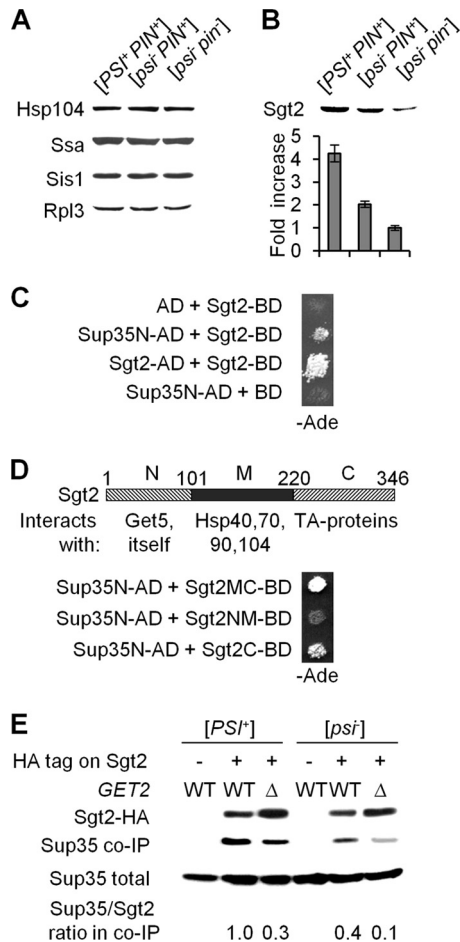 A
[PSI+ PIN+]
[psi- PIN+]
[psi- pin-]
Hsp104
Ssa
Sis1
Rpl3
B
[PSI+ PIN+]
[psi- PIN+]
[psi- pin-]
Sgt2
Fold increase
5
4
3
2
1
0
C
AD + Sgt2-BD
Sup35N-AD + Sgt2-BD
Sgt2-AD + Sgt2-BD
Sup35N-AD + BD
-Ade
D
1 N 101 M 220 C 346
Sgt2
Interacts Get5, Hsp40,70, TA-proteins
with: itself 90,104
Sup35N-AD + Sgt2MC-BD
Sup35N-AD + Sgt2NM-BD
Sup35N-AD + Sgt2C-BD
-Ade
E
[PSI+] [psi-]
HA tag on Sgt2 - + + - + +
GET2 WT WT Δ WT WT Δ
Sgt2-HA
Sup35 co-IP
Sup35 total
Sup35/Sgt2
ratio in co-IP 1.0 0.3 0.4 0.1